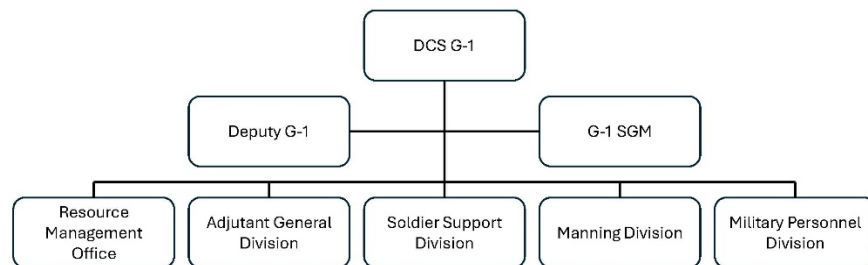 DCS G-1
Deputy G-1
G-1 SGM
Resource
Management
Office
Adjutant General
Division
Soldier Support
Division
Manning Division
Military Personnel
Division